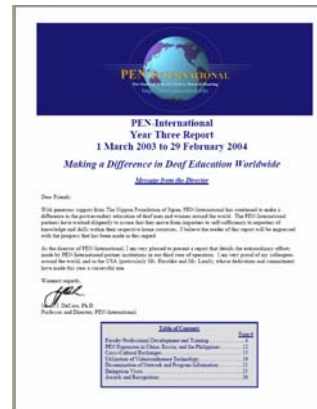 PEN-INTERNATIONAL
PEN-International
Year Three Report
1 March 2003 to 29 February 2004
Making a Difference in Deaf Education Worldwide
Message from the Director
Dear Friends:
With generous support from The Nippon Foundation of Japan, PEN-International has continued to make a
difference in the postsecondary education of deaf men and women around the world. The PEN-International
partners have worked diligently to assure that they move from importers to self-sufficiency to exporters of
knowledge and skills within their respective home countries. I believe the reader of this report will be impressed
with the progress that has been made in this regard.
As the director of PEN-International, I am very pleased to present a report that details the extraordinary efforts
made by PEN-International partner institutions in our third year of operation. I am very proud of my colleagues
around the world, and in the USA (particularly Mr. and Ms. whose dedication and commitment
have made this year a successful one.
Warmest regards,
DeCaro, Ph.D.
Professor and Director, PEN-International
Table of Contents
Page #
Faculty Professional Development and Training
PEN Expansion in China, Russia, and the Philippines
Cross-Cultural Exchanges
Utilization of Videoconference Technology
Dissemination of Network and Program Information
Delegation Visits
Awards and Recognitions